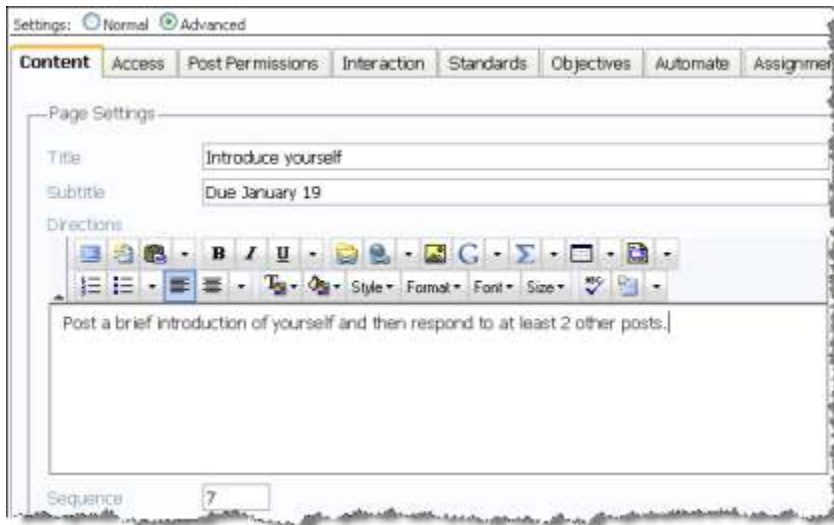 Settings: Normal Advanced
Content Access Post Permissions Interaction Standards Objectives Automate
Page Settings
Title Introduce yourself
Subtitle Due January 19
Directions
B I U G Σ
T Style Format Font Size ABC
Post a brief introduction of yourself and then respond to at least 2 other posts.
Sequence 7